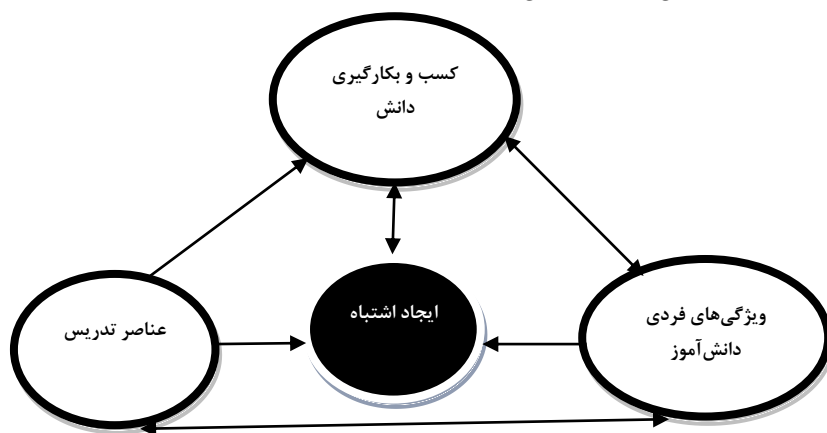 کسب و بکارگیری
دانش
ایجاد اشتباه
عناصر تدریس
ویژگی‌های فردی
دانش‌آموز